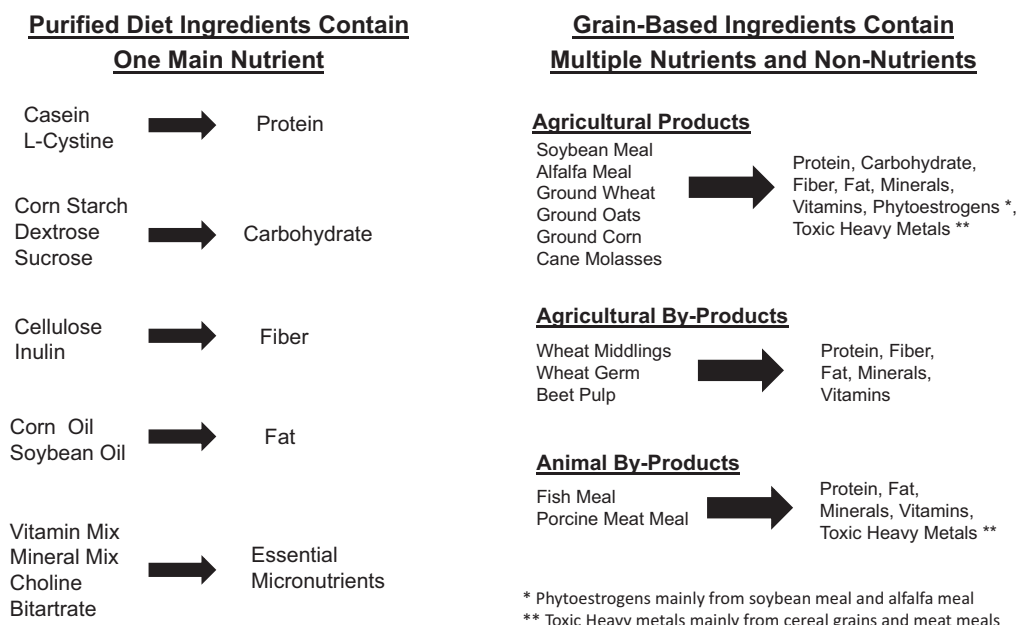 Purified Diet Ingredients Contain
One Main Nutrient
Casein
L-Cystine
Protein
Corn Starch
Dextrose
Sucrose
Carbohydrate
Cellulose
Inulin
Fiber
Corn Oil
Soybean Oil
Fat
Vitamin Mix
Mineral Mix
Choline
Bitartrate
Essential
Micronutrients
Grain-Based Ingredients Contain
Multiple Nutrients and Non-Nutrients
Agricultural Products
Soybean Meal
Alfalfa Meal
Ground Wheat
Ground Oats
Ground Corn
Cane Molasses
Protein, Carbohydrate,
Fiber, Fat, Minerals,
Vitamins, Phytoestrogens *,
Toxic Heavy Metals **
Agricultural By-Products
Wheat Middlings
Wheat Germ
Beet Pulp
Protein, Fiber,
Fat, Minerals,
Vitamins
Animal By-Products
Fish Meal
Porcine Meat Meal
Protein, Fat,
Minerals, Vitamins,
Toxic Heavy Metals **
* Phytoestrogens mainly from soybean meal and alfalfa meal
** Toxic Heavy metals mainly from cereal grains and meat meals